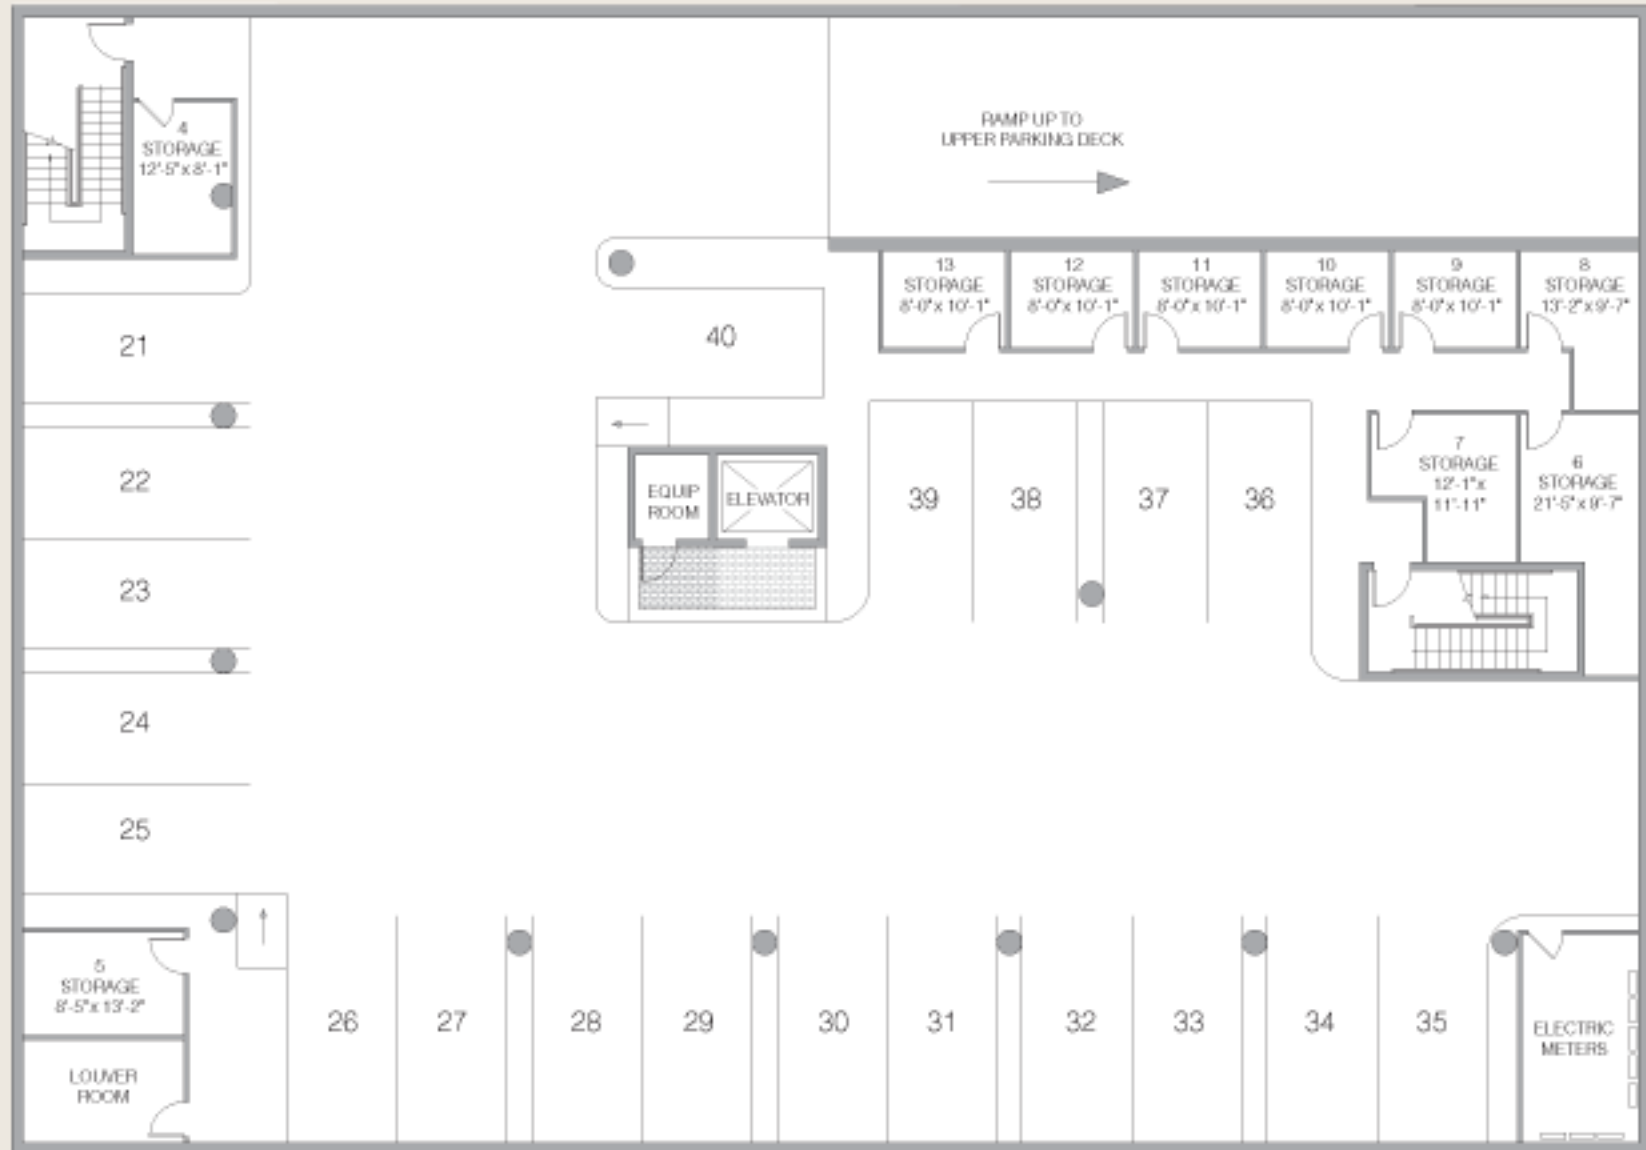 RAMP UP TO
UPPER PARKING DECK
4
STORAGE
12'-5" x 8'-1"
13
STORAGE
8'-0" x 10'-1"
12
STORAGE
8'-0" x 10'-1"
11
STORAGE
8'-0" x 10'-1"
10
STORAGE
8'-0" x 10'-1"
9
STORAGE
8'-0" x 10'-1"
8
STORAGE
13'-2" x 9'-7"
21
40
22
EQUIP
ROOM
ELEVATOR
39
38
37
36
7
STORAGE
12'-1" x
11'-11"
6
STORAGE
21'-5" x 9'-7"
23
24
25
5
STORAGE
8'-5" x 13'-2"
26
27
28
29
30
31
32
33
34
35
ELECTRIC
METERS
LOUVER
ROOM